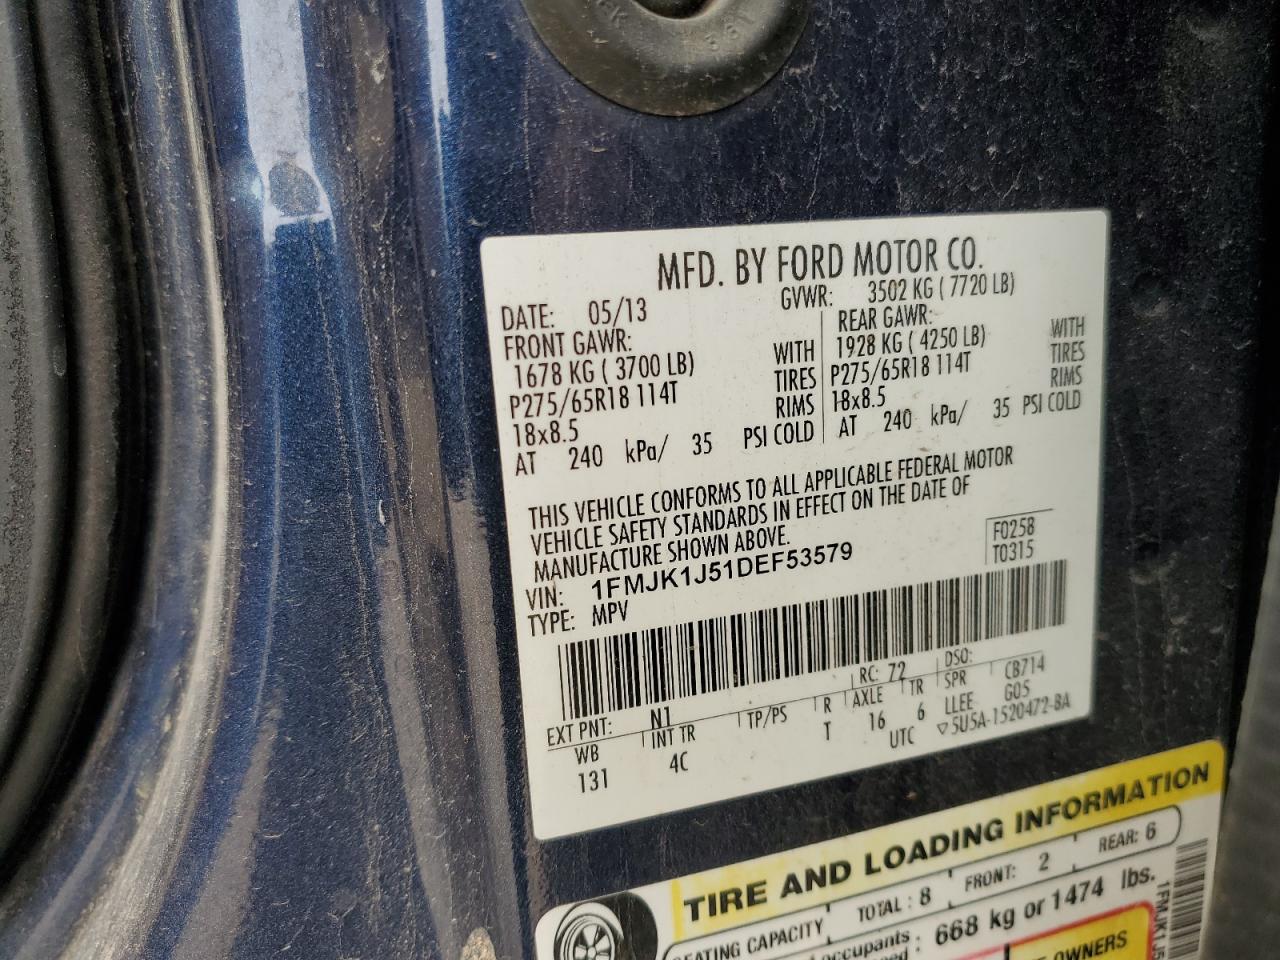 MFD. BY FORD MOTOR CO.
DATE: 05/13 GVWR: 3502 KG ( 7720 LB)
FRONT GAWR: REAR GAWR:
1678 KG ( 3700 LB) WITH 1928 KG ( 4250 LB) WITH
P275/65R18 114T TIRES P275/65R18 114T TIRES
18x8.5 RIMS 18x8.5 RIMS
AT 240 kPa/ 35 PSI COLD AT 240 kPa/ 35 PSI COLD
THIS VEHICLE CONFORMS TO ALL APPLICABLE FEDERAL MOTOR
VEHICLE SAFETY STANDARDS IN EFFECT ON THE DATE OF
MANUFACTURE SHOWN ABOVE.
F0258
T0315
VIN: 1FMJK1J51DEF53579
TYPE: MPV
EXT PNT: N1 RC: 72 DSO:
WB INT TR TP/PS R AXLE TR SPR CB714
131 4C T 16 6 LLEE G05
UTC ▽5U5A-1520472-BA
TIRE AND LOADING INFORMATION
SEATING CAPACITY TOTAL : 8 FRONT: 2 REAR: 6
occupants : 668 kg or 1474 lbs.
OWNERS